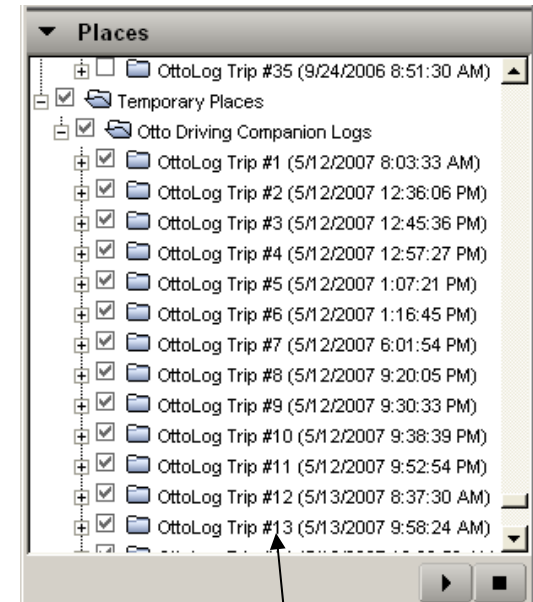 Places
OttoLog Trip #35 (9/24/2006 8:51:30 AM)
Temporary Places
Otto Driving Companion Logs
OttoLog Trip #1 (5/12/2007 8:03:33 AM)
OttoLog Trip #2 (5/12/2007 12:36:06 PM)
OttoLog Trip #3 (5/12/2007 12:45:36 PM)
OttoLog Trip #4 (5/12/2007 12:57:27 PM)
OttoLog Trip #5 (5/12/2007 1:07:21 PM)
OttoLog Trip #6 (5/12/2007 1:16:45 PM)
OttoLog Trip #7 (5/12/2007 6:01:54 PM)
OttoLog Trip #8 (5/12/2007 9:20:05 PM)
OttoLog Trip #9 (5/12/2007 9:30:33 PM)
OttoLog Trip #10 (5/12/2007 9:38:39 PM)
OttoLog Trip #11 (5/12/2007 9:52:54 PM)
OttoLog Trip #12 (5/13/2007 8:37:30 AM)
OttoLog Trip #13 (5/13/2007 9:58:24 AM)